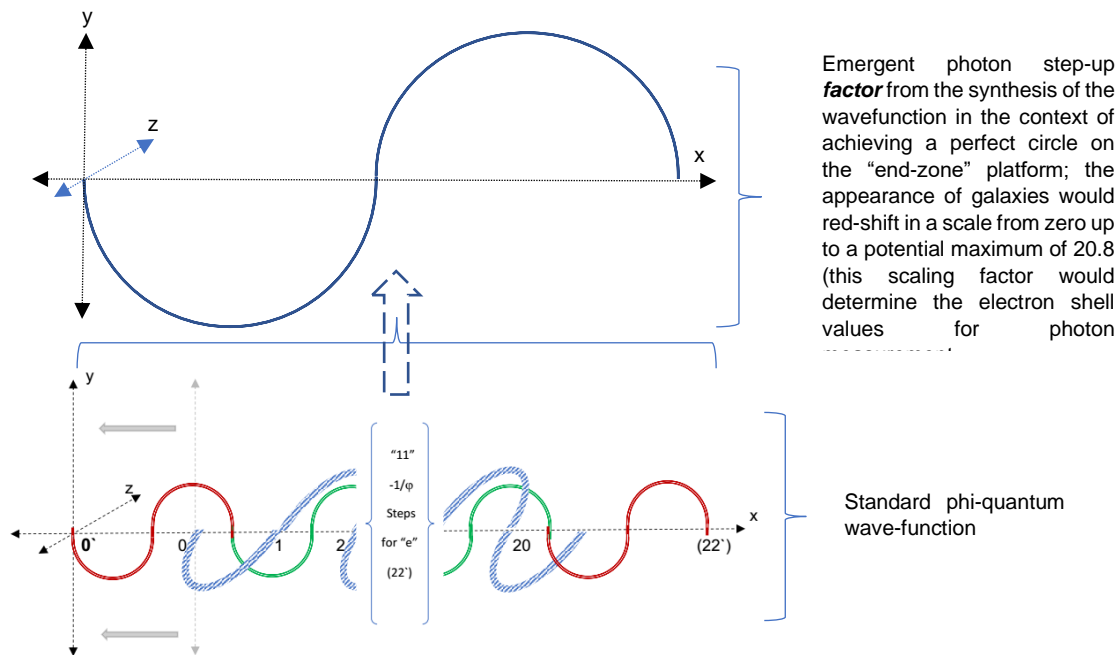 y
z
x
Emergent photon step-up
factor from the synthesis of the
wavefunction in the context of
achieving a perfect circle on
the “end-zone” platform; the
appearance of galaxies would
red-shift in a scale from zero up
to a potential maximum of 20.8
(this scaling factor would
determine the electron shell
values for photon
y
z
x
0`
0
1
2
“11”
-1/φ
Steps
for “e”
(22`)
20
(22`)
Standard phi-quantum
wave-function